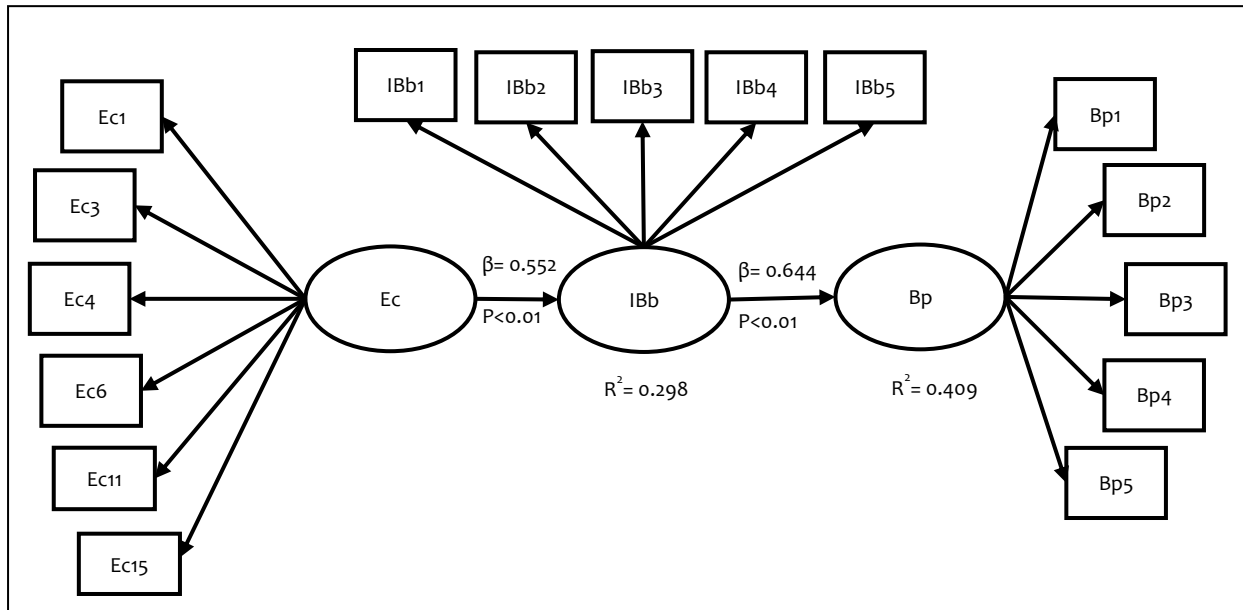 IBb1
IBb2
IBb3
IBb4
IBb5
Ec1
Ec3
Ec4
Ec6
Ec11
Ec15
Ec
β= 0.552
P<0.01
IBb
R²= 0.298
β= 0.644
P<0.01
Bp
R²= 0.409
Bp1
Bp2
Bp3
Bp4
Bp5